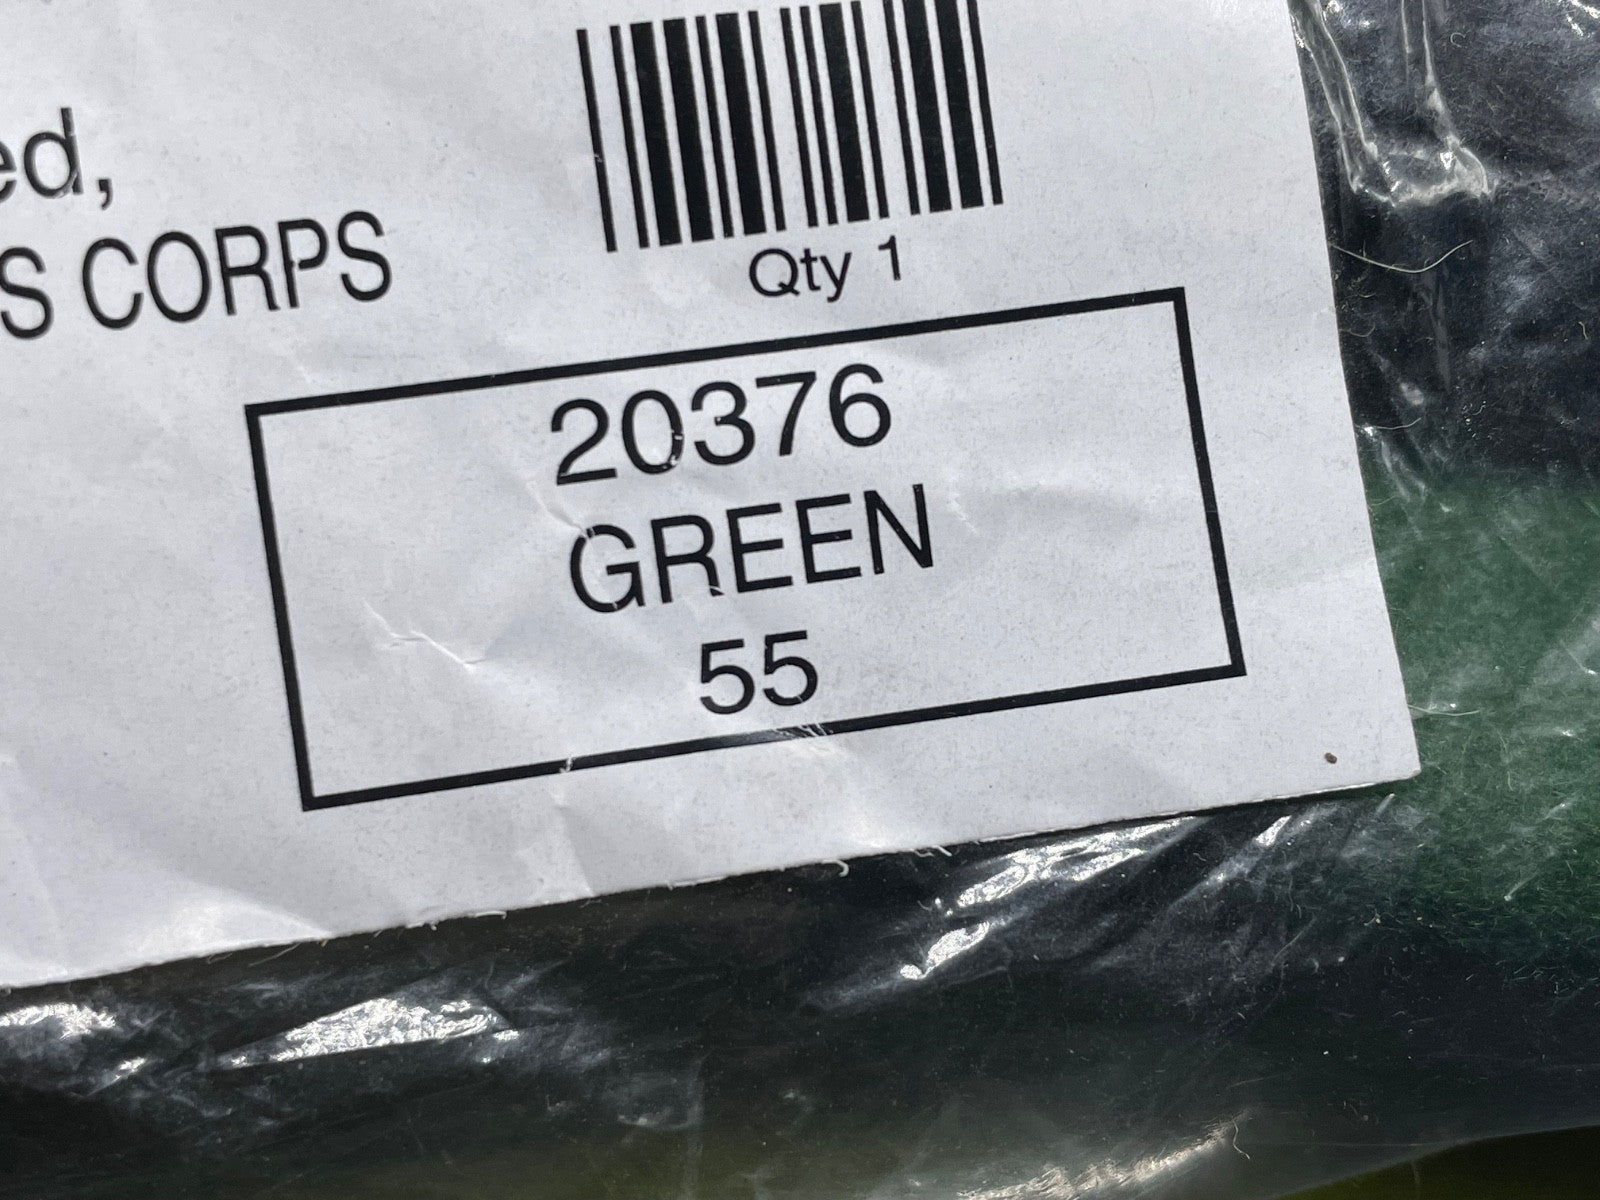 ed,
S CORPS
Qty 1
20376
GREEN
55